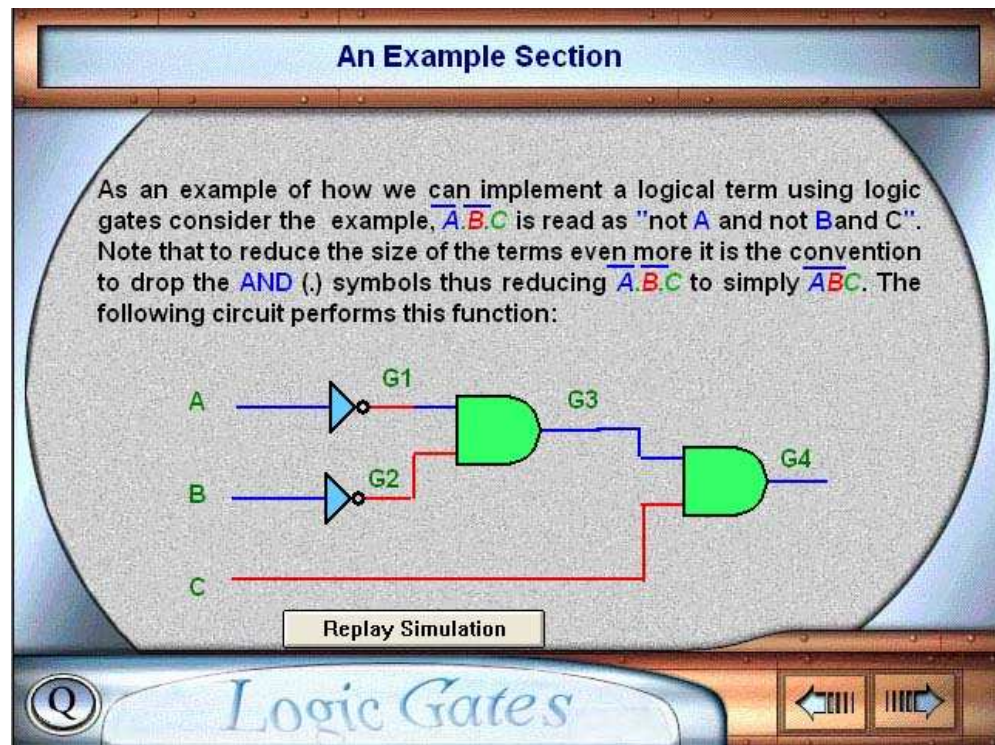 An Example Section
As an example of how we can implement a logical term using logic
gates consider the example, A̅.B̅.C is read as "not A and not Band C".
Note that to reduce the size of the terms even more it is the convention
to drop the AND (.) symbols thus reducing A̅.B̅.C to simply A̅B̅C. The
following circuit performs this function:
A
G1
G3
B
G2
G4
C
Replay Simulation
Q
Logic Gates